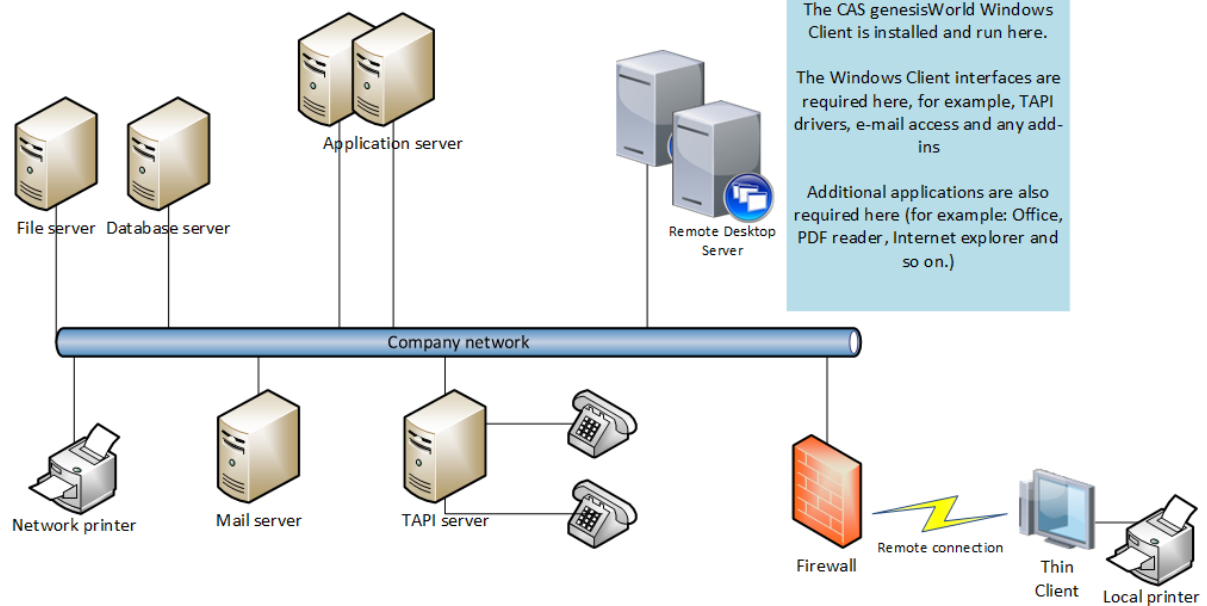 The CAS genesisWorld Windows
Client is installed and run here.
The Windows Client interfaces are
required here, for example, TAPI
drivers, e-mail access and any add-
ins
Additional applications are also
required here (for example: Office,
PDF reader, Internet explorer and
so on.)
Application server
File server
Database server
Remote Desktop
Server
Company network
Network printer
Mail server
TAPI server
Firewall
Remote connection
Thin
Client
Local printer